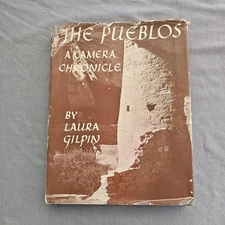 THE PUEBLOS
A CAMERA
CHRONICLE
BY
LAURA
GILPIN